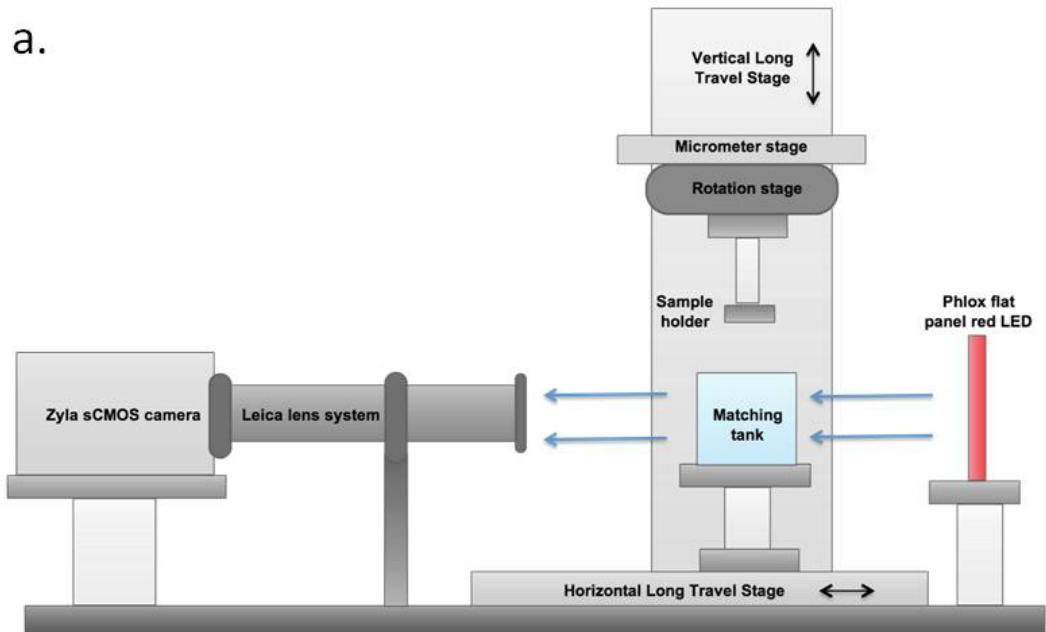 a.
Vertical Long
Travel Stage
Micrometer stage
Rotation stage
Sample
holder
Phlox flat
panel red LED
Zyla sCMOS camera
Leica lens system
Matching
tank
Horizontal Long Travel Stage